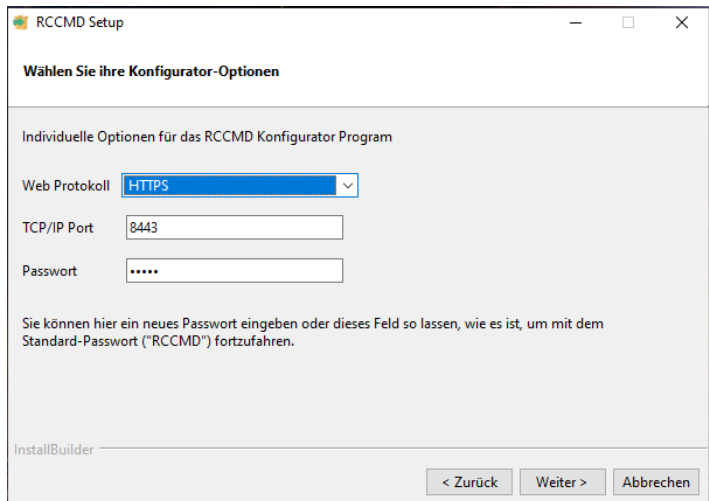 RCCMD Setup
Wählen Sie ihre Konfigurator-Optionen
Individuelle Optionen für das RCCMD Konfigurator Program
Web Protokoll HTTPS
TCP/IP Port 8443
Passwort •••••
Sie können hier ein neues Passwort eingeben oder dieses Feld so lassen, wie es ist, um mit dem
Standard-Passwort ("RCCMD") fortzufahren.
InstallBuilder
< Zurück Weiter > Abbrechen